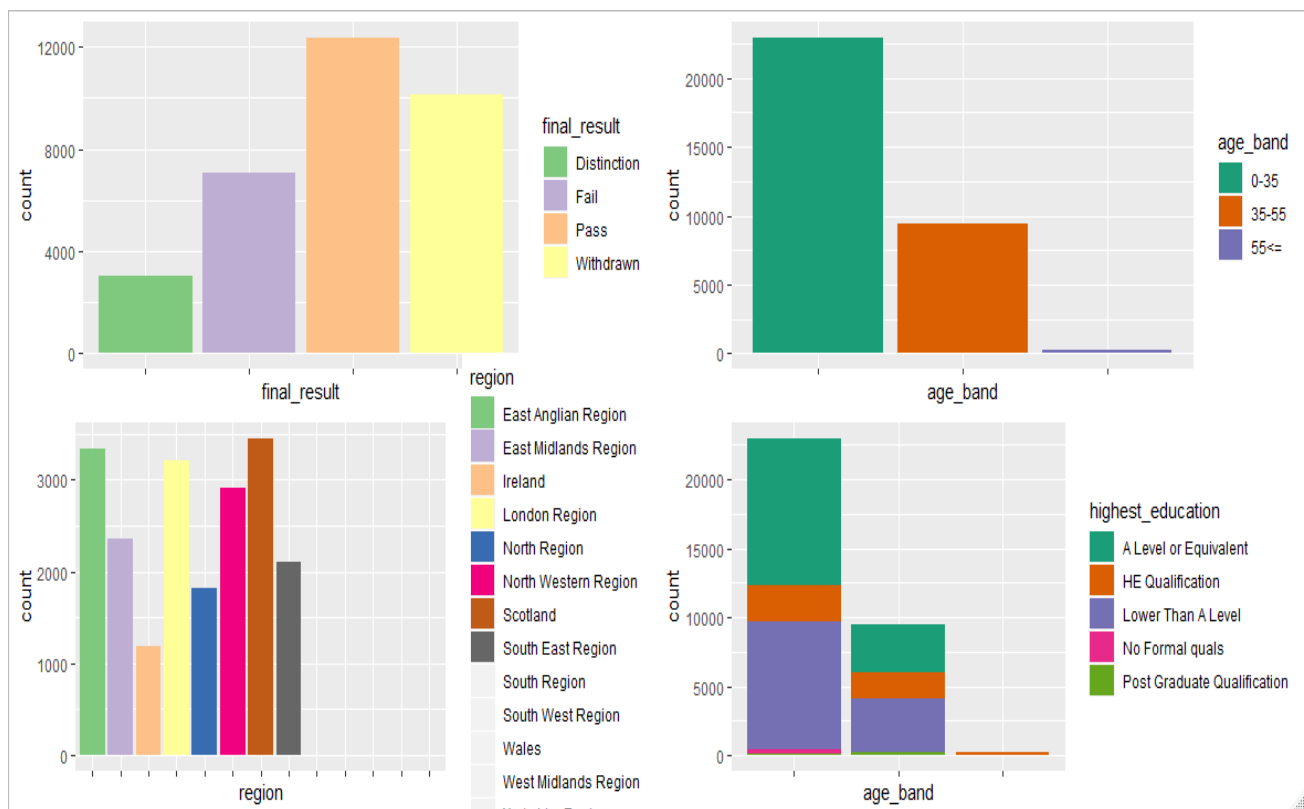 12000
8000
4000
0
count
final_result
final_result
Distinction
Fail
Pass
Withdrawn
20000
15000
10000
5000
0
count
age_band
age_band
0-35
35-55
55<=
3000
2000
1000
0
count
region
region
East Anglian Region
East Midlands Region
Ireland
London Region
North Region
North Western Region
Scotland
South East Region
South Region
South West Region
Wales
West Midlands Region
20000
15000
10000
5000
0
count
age_band
highest_education
A Level or Equivalent
HE Qualification
Lower Than A Level
No Formal quals
Post Graduate Qualification